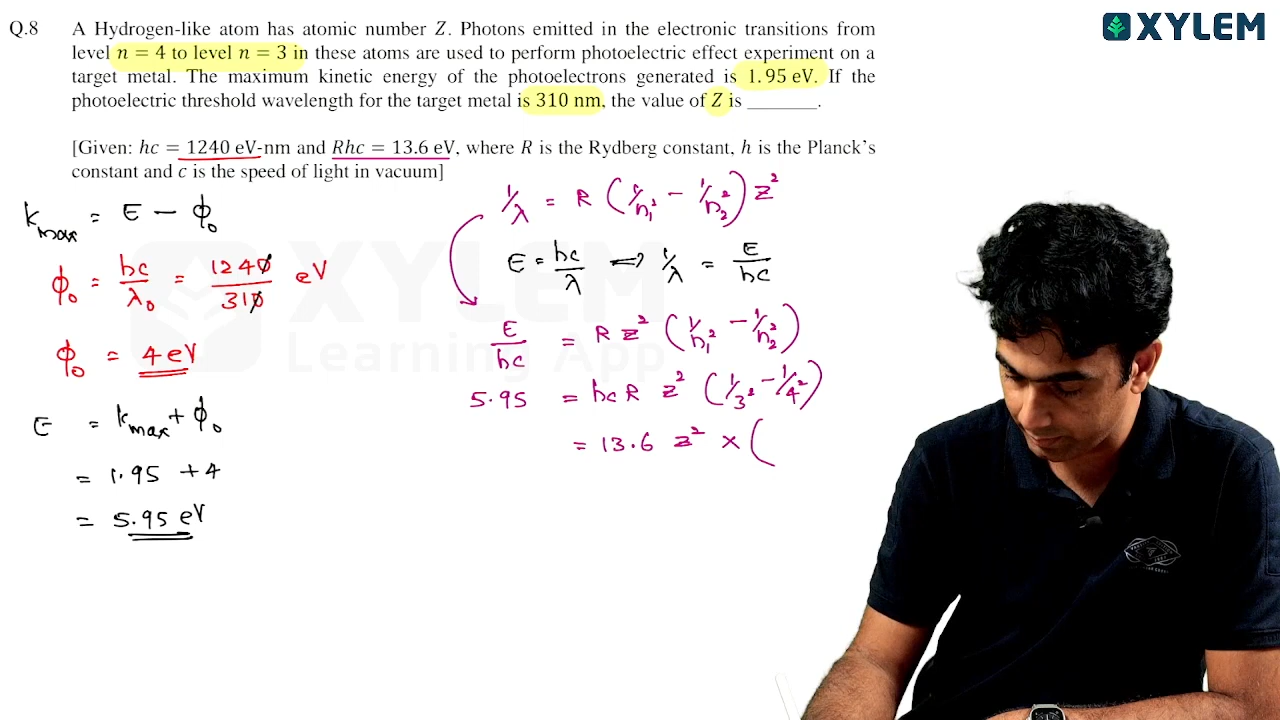 Q.8 A Hydrogen-like atom has atomic number Z. Photons emitted in the electronic transitions from
level n = 4 to level n = 3 in these atoms are used to perform photoelectric effect experiment on a
target metal. The maximum kinetic energy of the photoelectrons generated is 1.95 eV. If the
photoelectric threshold wavelength for the target metal is 310 nm, the value of Z is _______.
[Given: hc = 1240 eV-nm and Rhc = 13.6 eV, where R is the Rydberg constant, h is the Planck's
constant and c is the speed of light in vacuum]
XYLEM
XYLEM
Learning App
Kmax = E − ϕ₀
ϕ₀ = hc/λ₀ = 1240/310 eV
ϕ₀ = 4 eV
E = Kmax + ϕ₀
= 1.95 + 4
= 5.95 eV
1/λ = R (1/n₁² − 1/n₂²) z²
E = hc/λ ⟹ 1/λ = E/hc
E/hc = R z² (1/n₁² − 1/n₂²)
5.95 = hcR z² (1/3² − 1/4²)
= 13.6 z² × (